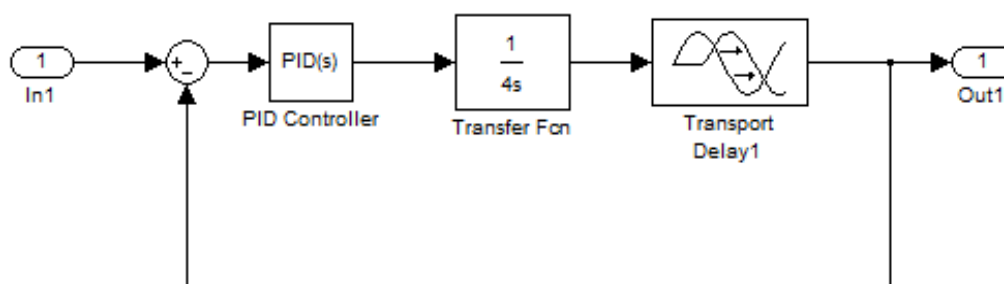 1
In1
+
−
PID(s)
PID Controller
1
4s
Transfer Fcn
Transport
Delay1
1
Out1